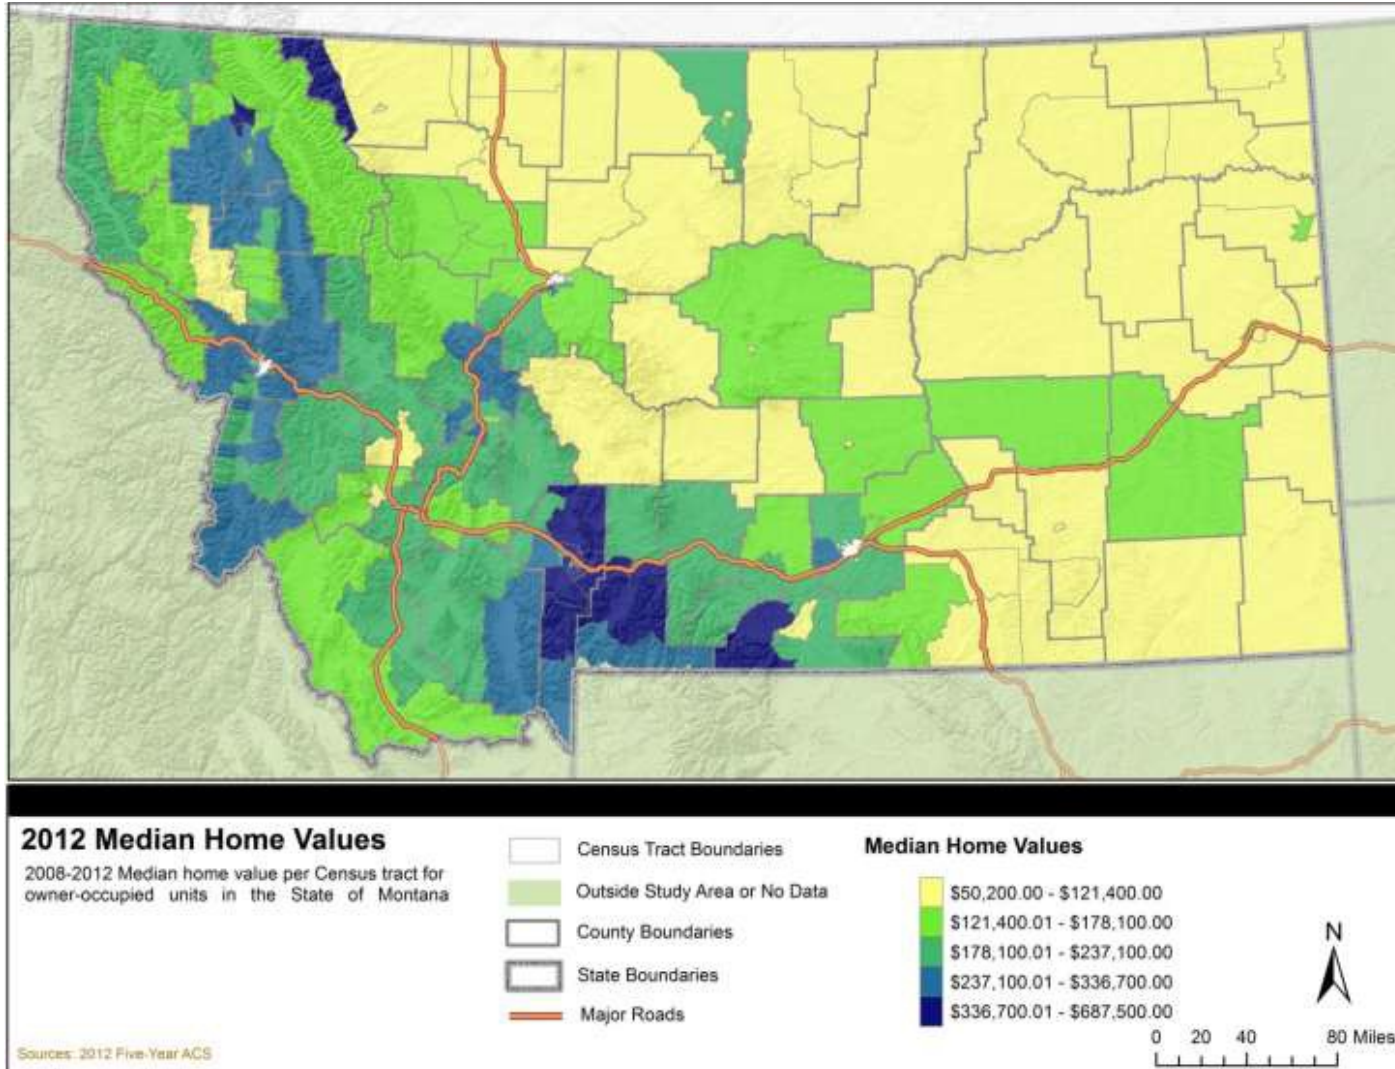 2012 Median Home Values
2008-2012 Median home value per Census tract for
owner-occupied units in the State of Montana
Sources: 2012 Five-Year ACS
Census Tract Boundaries
Outside Study Area or No Data
County Boundaries
State Boundaries
Major Roads
Median Home Values
$50,200.00 - $121,400.00
$121,400.01 - $178,100.00
$178,100.01 - $237,100.00
$237,100.01 - $336,700.00
$336,700.01 - $687,500.00
N
0 20 40 80 Miles